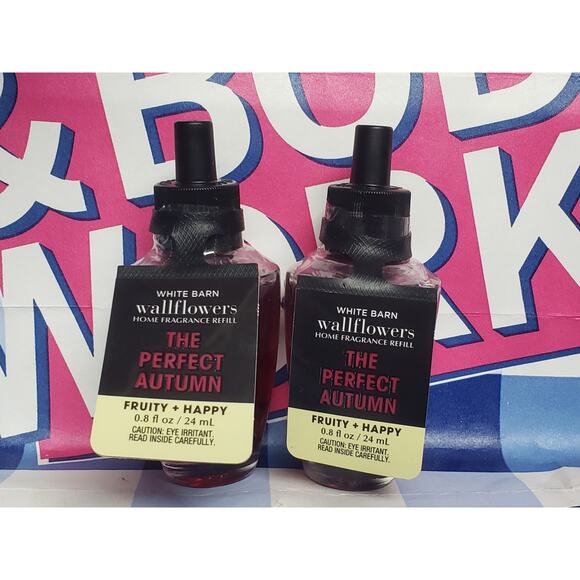 & BOD
WORK
WHITE BARN
wallflowers
HOME FRAGRANCE REFILL
THE
PERFECT
AUTUMN
FRUITY + HAPPY
0.8 fl oz / 24 mL
CAUTION: EYE IRRITANT.
READ INSIDE CAREFULLY.
WHITE BARN
wallflowers
HOME FRAGRANCE REFILL
THE
PERFECT
AUTUMN
FRUITY + HAPPY
0.8 fl oz / 24 mL
CAUTION: EYE IRRITANT.
READ INSIDE CAREFULLY.